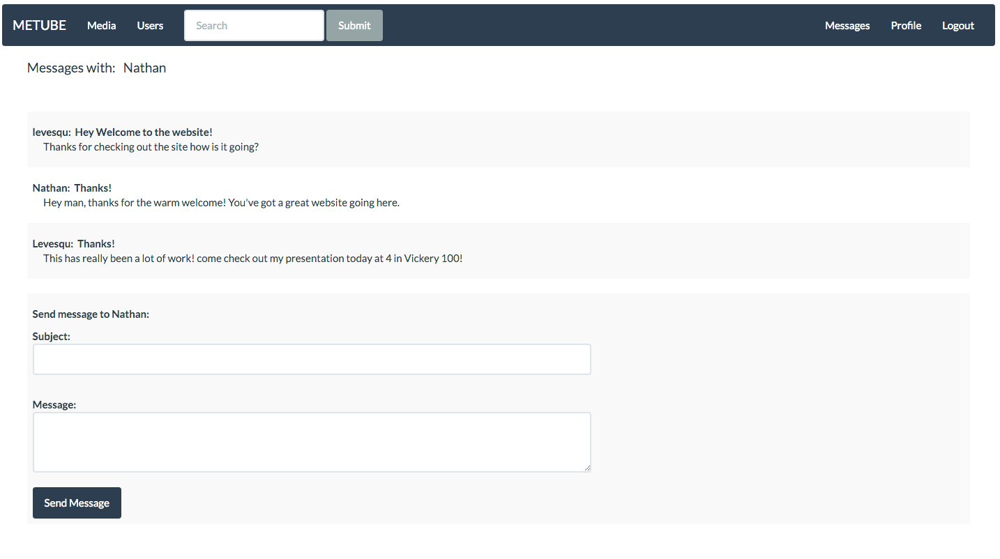 METUBE Media Users Search Submit Messages Profile Logout
Messages with: Nathan
levesqu: Hey Welcome to the website!
Thanks for checking out the site how is it going?
Nathan: Thanks!
Hey man, thanks for the warm welcome! You've got a great website going here.
Levesqu: Thanks!
This has really been a lot of work! come check out my presentation today at 4 in Vickery 100!
Send message to Nathan:
Subject:
Message:
Send Message